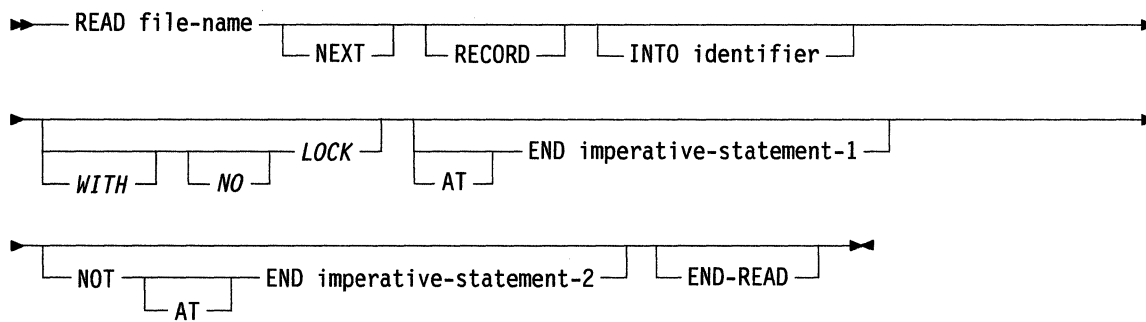 READ file-name
NEXT RECORD INTO identifier
LOCK END imperative-statement-1
WITH NO AT
NOT END imperative-statement-2 END-READ
AT